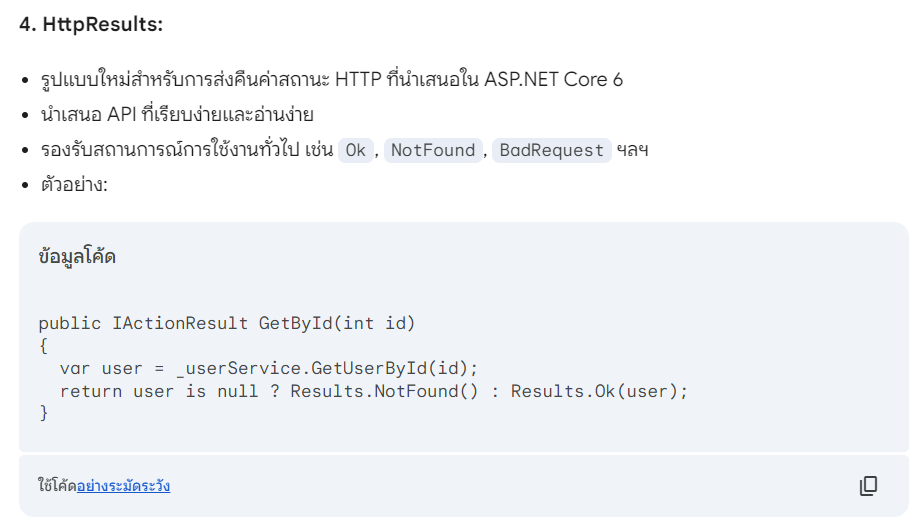 4. HttpResults:
• รูปแบบใหม่สำหรับการส่งคืนค่าสถานะ HTTP ที่นำเสนอใน ASP.NET Core 6
• นำเสนอ API ที่เรียบง่ายและอ่านง่าย
• รองรับสถานการณ์การใช้งานทั่วไป เช่น Ok , NotFound , BadRequest ฯลฯ
• ตัวอย่าง:
ข้อมูลโค้ด
public IActionResult GetById(int id)
{
  var user = _userService.GetUserById(id);
  return user is null ? Results.NotFound() : Results.Ok(user);
}
ใช้โค้ดอย่างระมัดระวัง